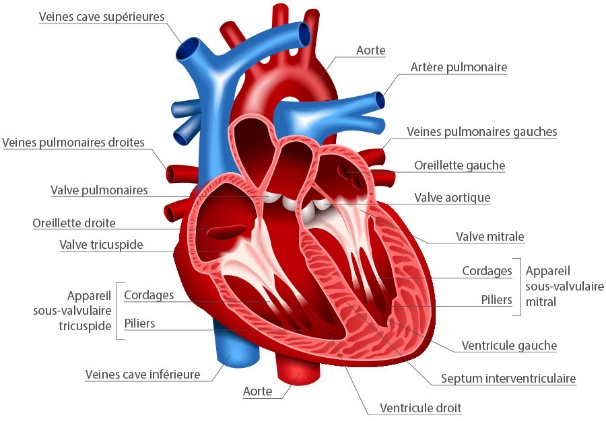 Veines cave supérieures
Aorte
Artère pulmonaire
Veines pulmonaires droites
Veines pulmonaires gauches
Oreillette gauche
Valve pulmonaires
Valve aortique
Oreillette droite
Valve mitrale
Valve tricuspide
Appareil
sous-valvulaire
tricuspide
Cordages
Piliers
Cordages
Piliers
Appareil
sous-valvulaire
mitral
Ventricule gauche
Veines cave inférieure
Septum interventriculaire
Aorte
Ventricule droit